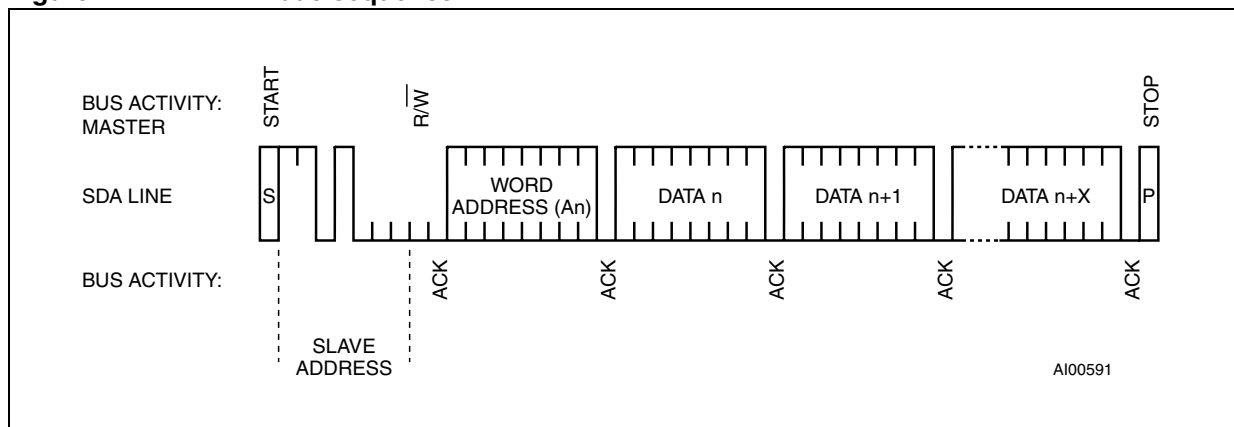 BUS ACTIVITY:
MASTER
START
R/W
STOP
SDA LINE
S
WORD
ADDRESS (An)
DATA n
DATA n+1
DATA n+X
P
BUS ACTIVITY:
ACK
ACK
ACK
ACK
ACK
SLAVE
ADDRESS
AI00591